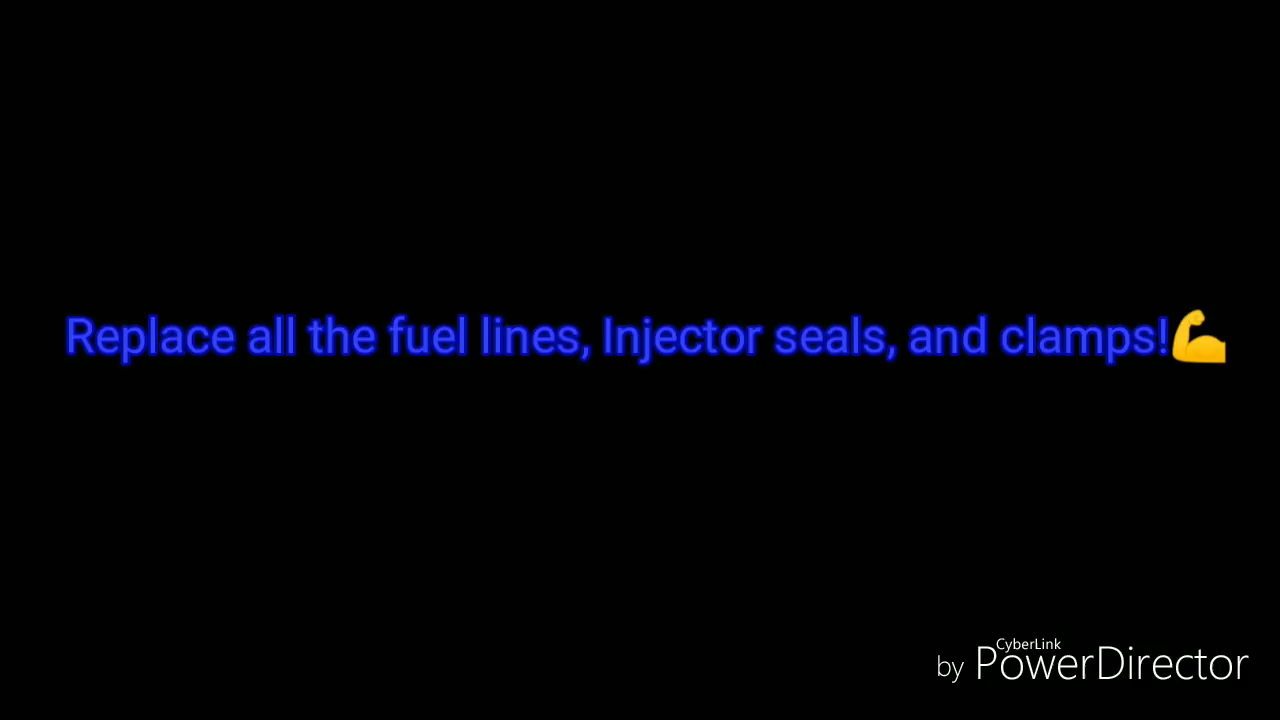 Replace all the fuel lines, Injector seals, and clamps!💪
CyberLink
by PowerDirector